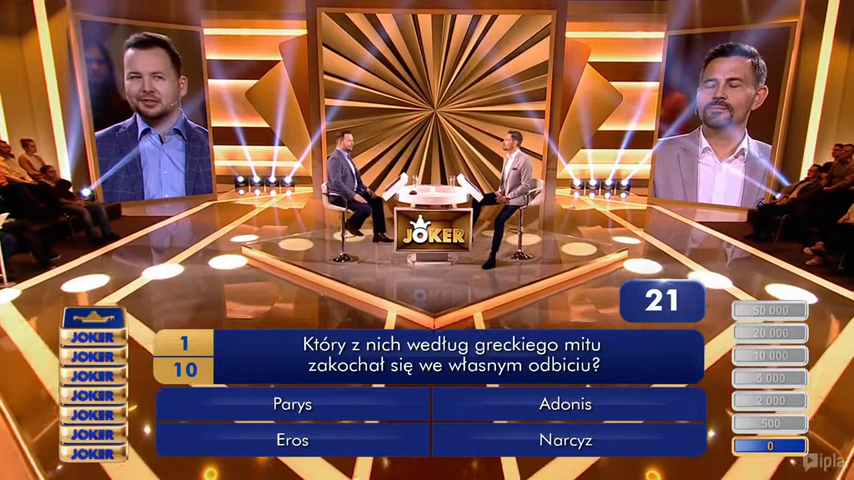 JOKER
21
1
10
Który z nich według greckiego mitu
zakochał się we własnym odbiciu?
Parys
Adonis
Eros
Narcyz
JOKER
JOKER
JOKER
JOKER
JOKER
JOKER
JOKER
50 000
20 000
10 000
5 000
2 000
500
0
ipla